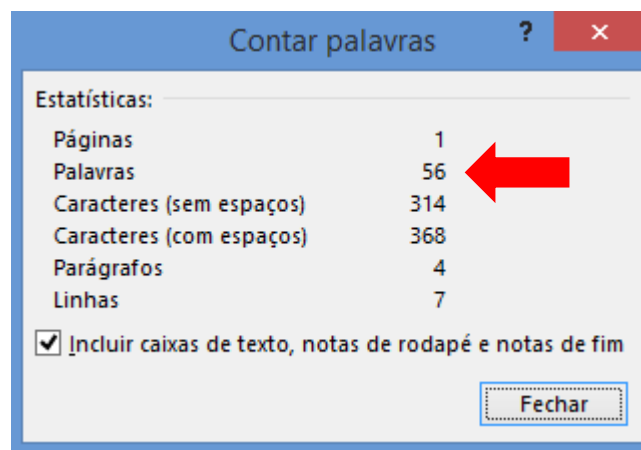 Contar palavras ? ×
Estatísticas:
Páginas 1
Palavras 56
Caracteres (sem espaços) 314
Caracteres (com espaços) 368
Parágrafos 4
Linhas 7
Incluir caixas de texto, notas de rodapé e notas de fim
Fechar